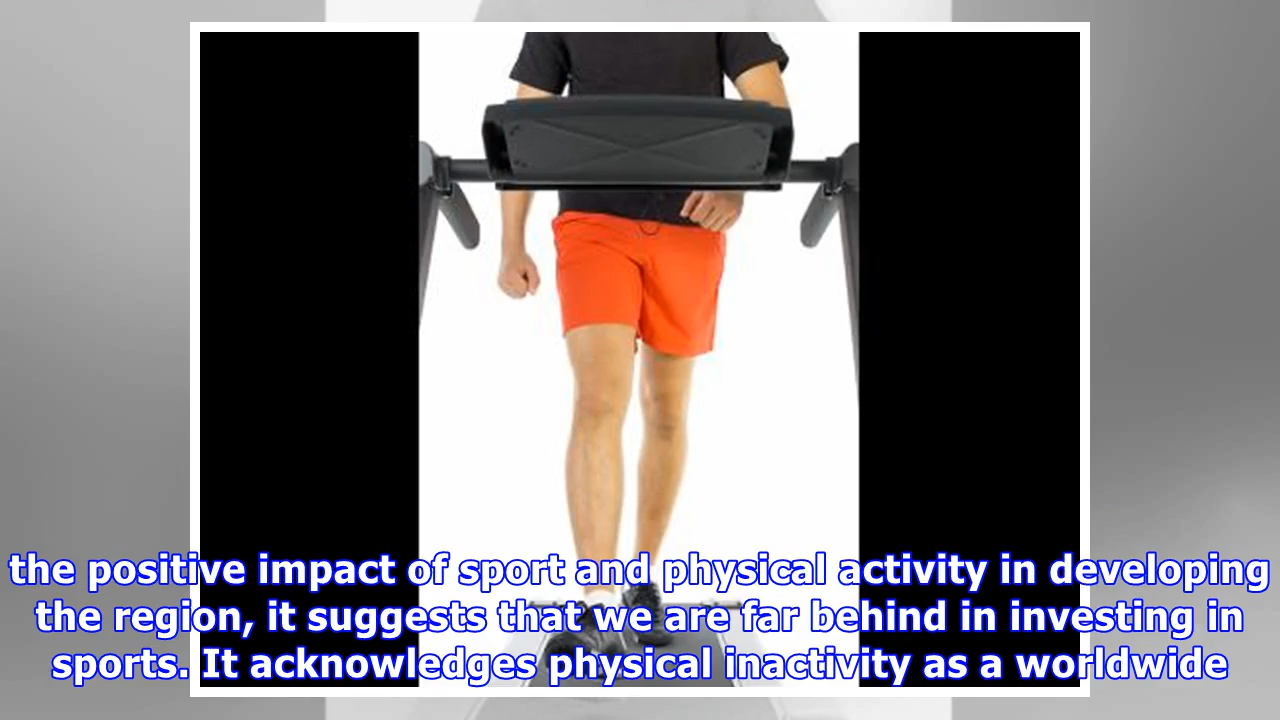 the positive impact of sport and physical activity in developing
the region, it suggests that we are far behind in investing in
sports. It acknowledges physical inactivity as a worldwide